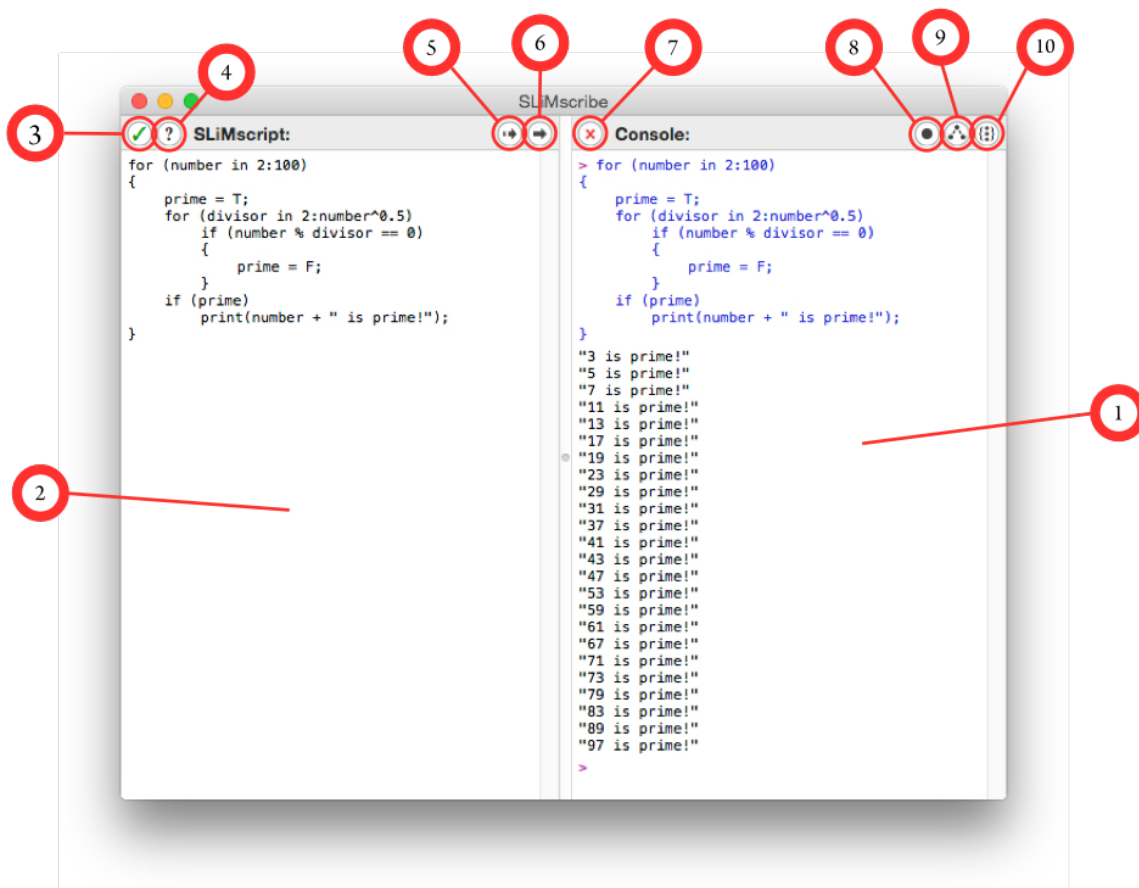 5
6
7
8
9
10
4
3
SLiMscribe
? SLiMscript:
Console:
for (number in 2:100)
{
    prime = T;
    for (divisor in 2:number^0.5)
        if (number % divisor == 0)
        {
            prime = F;
        }
    if (prime)
        print(number + " is prime!");
}
2
> for (number in 2:100)
{
    prime = T;
    for (divisor in 2:number^0.5)
        if (number % divisor == 0)
        {
            prime = F;
        }
    if (prime)
        print(number + " is prime!");
}
"3 is prime!"
"5 is prime!"
"7 is prime!"
"11 is prime!"
"13 is prime!"
"17 is prime!"
"19 is prime!"
"23 is prime!"
"29 is prime!"
"31 is prime!"
"37 is prime!"
"41 is prime!"
"43 is prime!"
"47 is prime!"
"53 is prime!"
"59 is prime!"
"61 is prime!"
"67 is prime!"
"71 is prime!"
"73 is prime!"
"79 is prime!"
"83 is prime!"
"89 is prime!"
"97 is prime!"
>
1